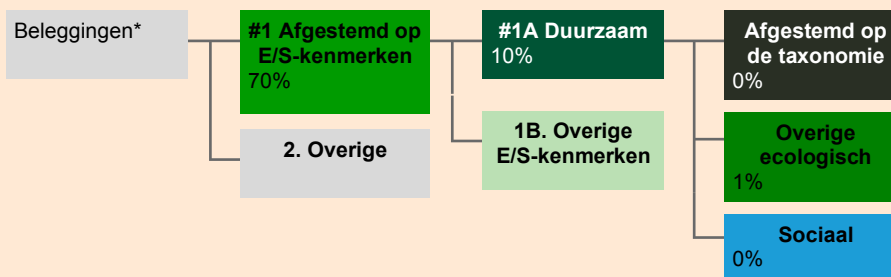 Beleggingen*
#1 Afgestemd op
E/S-kenmerken
70%
2. Overige
#1A Duurzaam
10%
1B. Overige
E/S-kenmerken
Afgestemd op
de taxonomie
0%
Overige
ecologisch
1%
Sociaal
0%